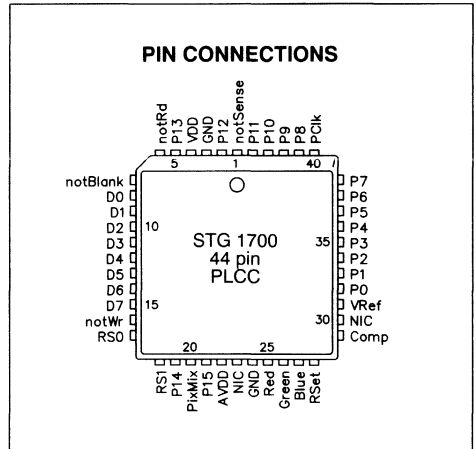 PIN CONNECTIONS
notRd P13 VDD GND P12 notSense P11 P10 P9 P8 PClk
5 1 40
notBlank P7
D0 P6
D1 P5
D2 10 P4
D3 STG 1700 35 P3
D4 44 pin P2
D5 PLCC P1
D6 P0
D7 15 VRef
notWr 30 NIC
RS0 Comp
20 25
RS1 P14 PixMix P15 AVDD NIC GND Red Green Blue RSet